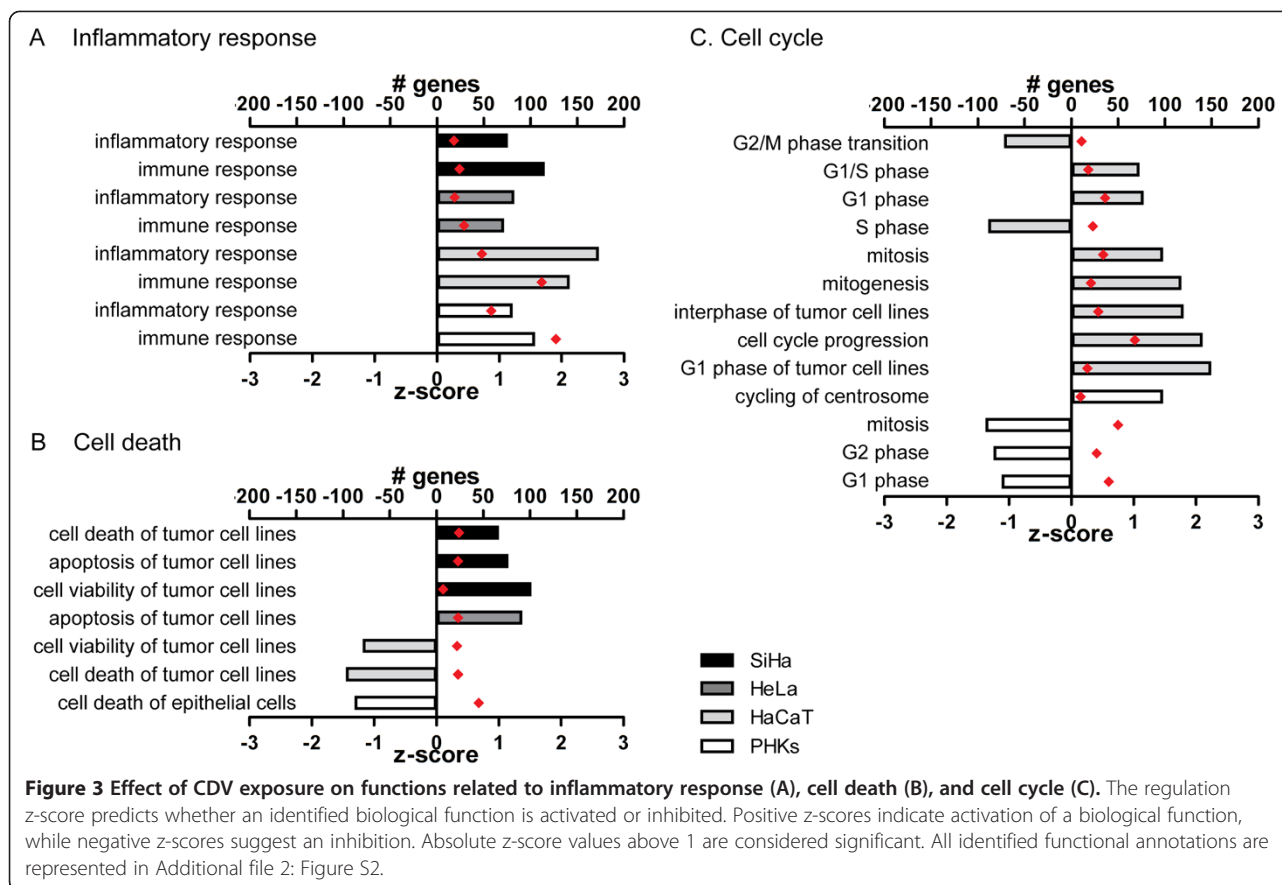 A Inflammatory response
# genes
-200 -150 -100 -50 0 50 100 150 200
inflammatory response
immune response
inflammatory response
immune response
inflammatory response
immune response
inflammatory response
immune response
-3 -2 -1 0 1 2 3
z-score
B Cell death
# genes
-200 -150 -100 -50 0 50 100 150 200
cell death of tumor cell lines
apoptosis of tumor cell lines
cell viability of tumor cell lines
apoptosis of tumor cell lines
cell viability of tumor cell lines
cell death of tumor cell lines
cell death of epithelial cells
-3 -2 -1 0 1 2 3
z-score
C. Cell cycle
# genes
-200 -150 -100 -50 0 50 100 150 200
G2/M phase transition
G1/S phase
G1 phase
S phase
mitosis
mitogenesis
interphase of tumor cell lines
cell cycle progression
G1 phase of tumor cell lines
cycling of centrosome
mitosis
G2 phase
G1 phase
-3 -2 -1 0 1 2 3
z-score
SiHa
HeLa
HaCaT
PHKs
Figure 3 Effect of CDV exposure on functions related to inflammatory response (A), cell death (B), and cell cycle (C). The regulation
z-score predicts whether an identified biological function is activated or inhibited. Positive z-scores indicate activation of a biological function,
while negative z-scores suggest an inhibition. Absolute z-score values above 1 are considered significant. All identified functional annotations are
represented in Additional file 2: Figure S2.